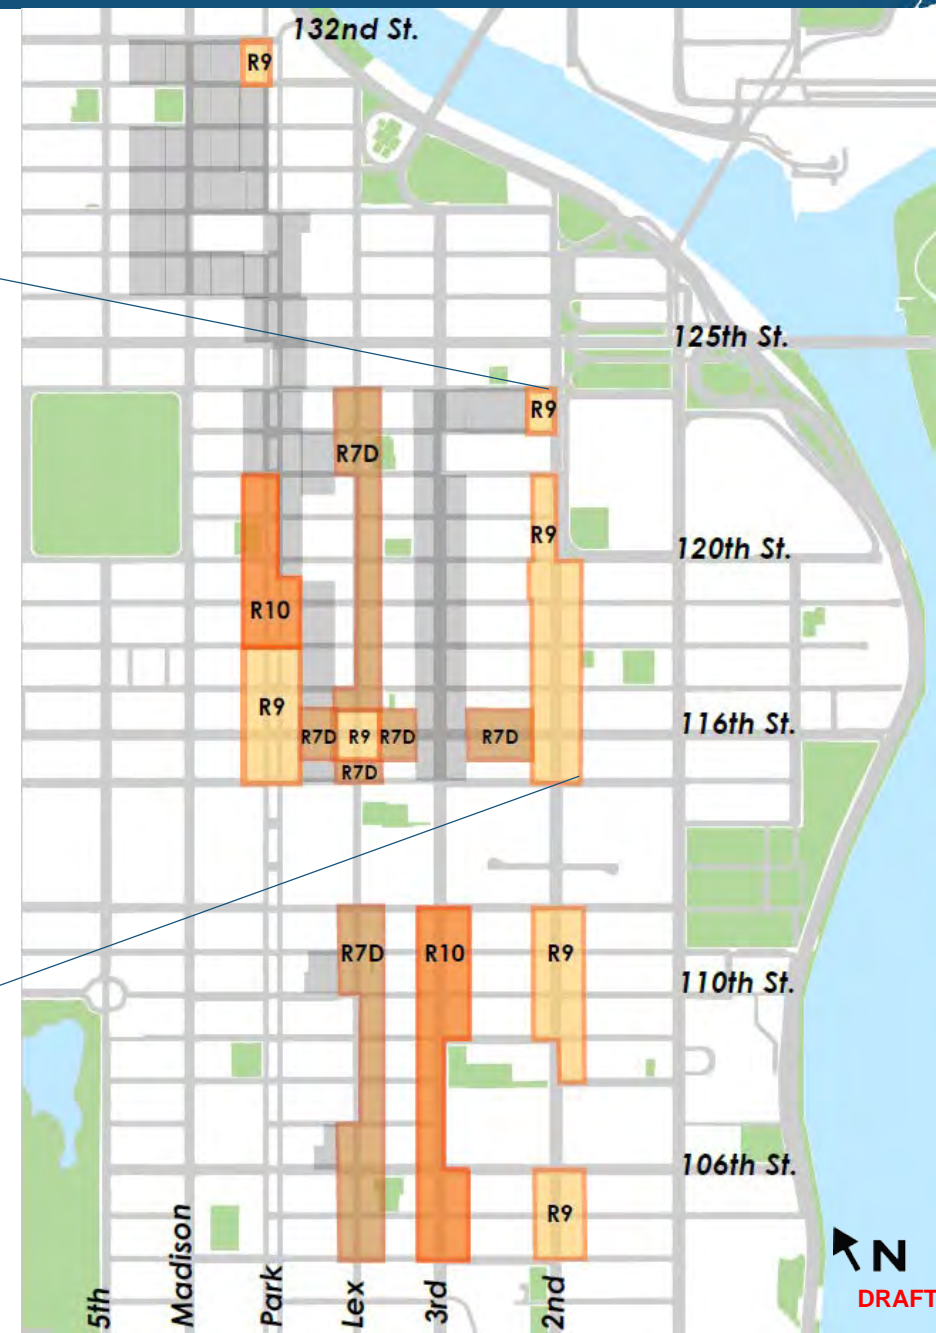 132nd St.
R9
125th St.
R9
R7D
R9
120th St.
R10
R9
116th St.
R7D
R9
R7D
R7D
R7D
R7D
R10
R9
110th St.
106th St.
R9
5th
Madison
Park
Lex
3rd
2nd
N
DRAFT